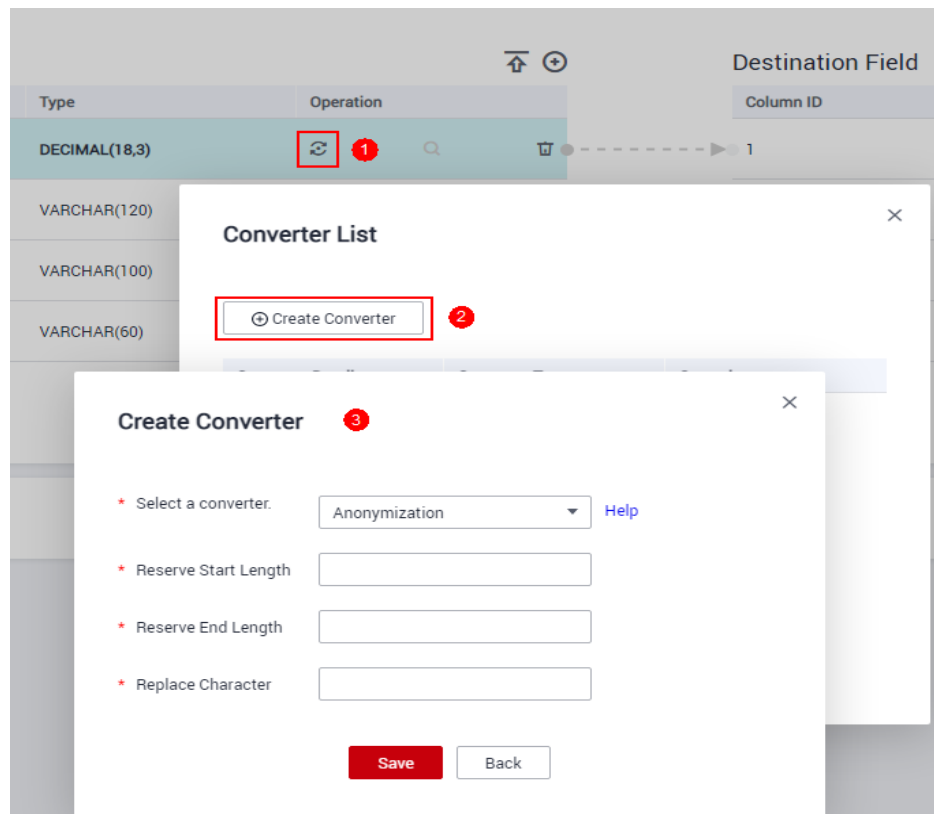 Destination Field
Type Operation Column ID
DECIMAL(18,3) 1 1
VARCHAR(120)
Converter List
VARCHAR(100)
Create Converter 2
VARCHAR(60)
Create Converter 3
* Select a converter. Anonymization Help
* Reserve Start Length
* Reserve End Length
* Replace Character
Save Back